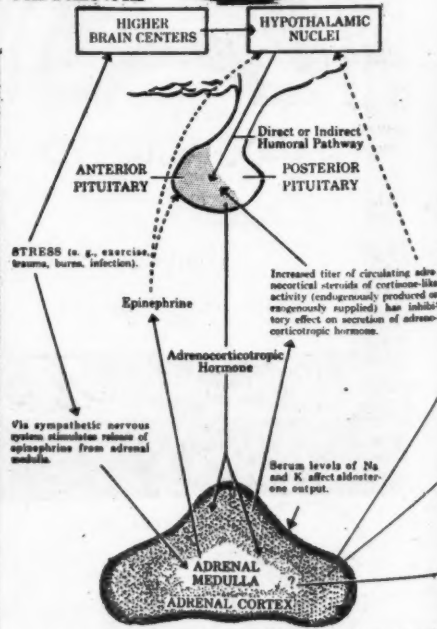 HIGHER
BRAIN CENTERS
HYPOTHALAMIC
NUCLEI
Direct or Indirect
Humoral Pathway
ANTERIOR
PITUITARY
POSTERIOR
PITUITARY
STRESS (e. g., exercise,
trauma, burns, infection).
Epinephrine
Increased titer of circulating adre-
nocortical steroids of cortisone-like
activity (endogenously produced or
exogenously supplied) has inhibi-
tory effect on secretion of adreno-
corticotropic hormone.
Adrenocorticotropic
Hormone
Via sympathetic nervous
system stimulates release of
epinephrine from adrenal
medulla.
Serum levels of Na
and K affect aldoster-
one output.
ADRENAL
MEDULLA
?
ADRENAL CORTEX